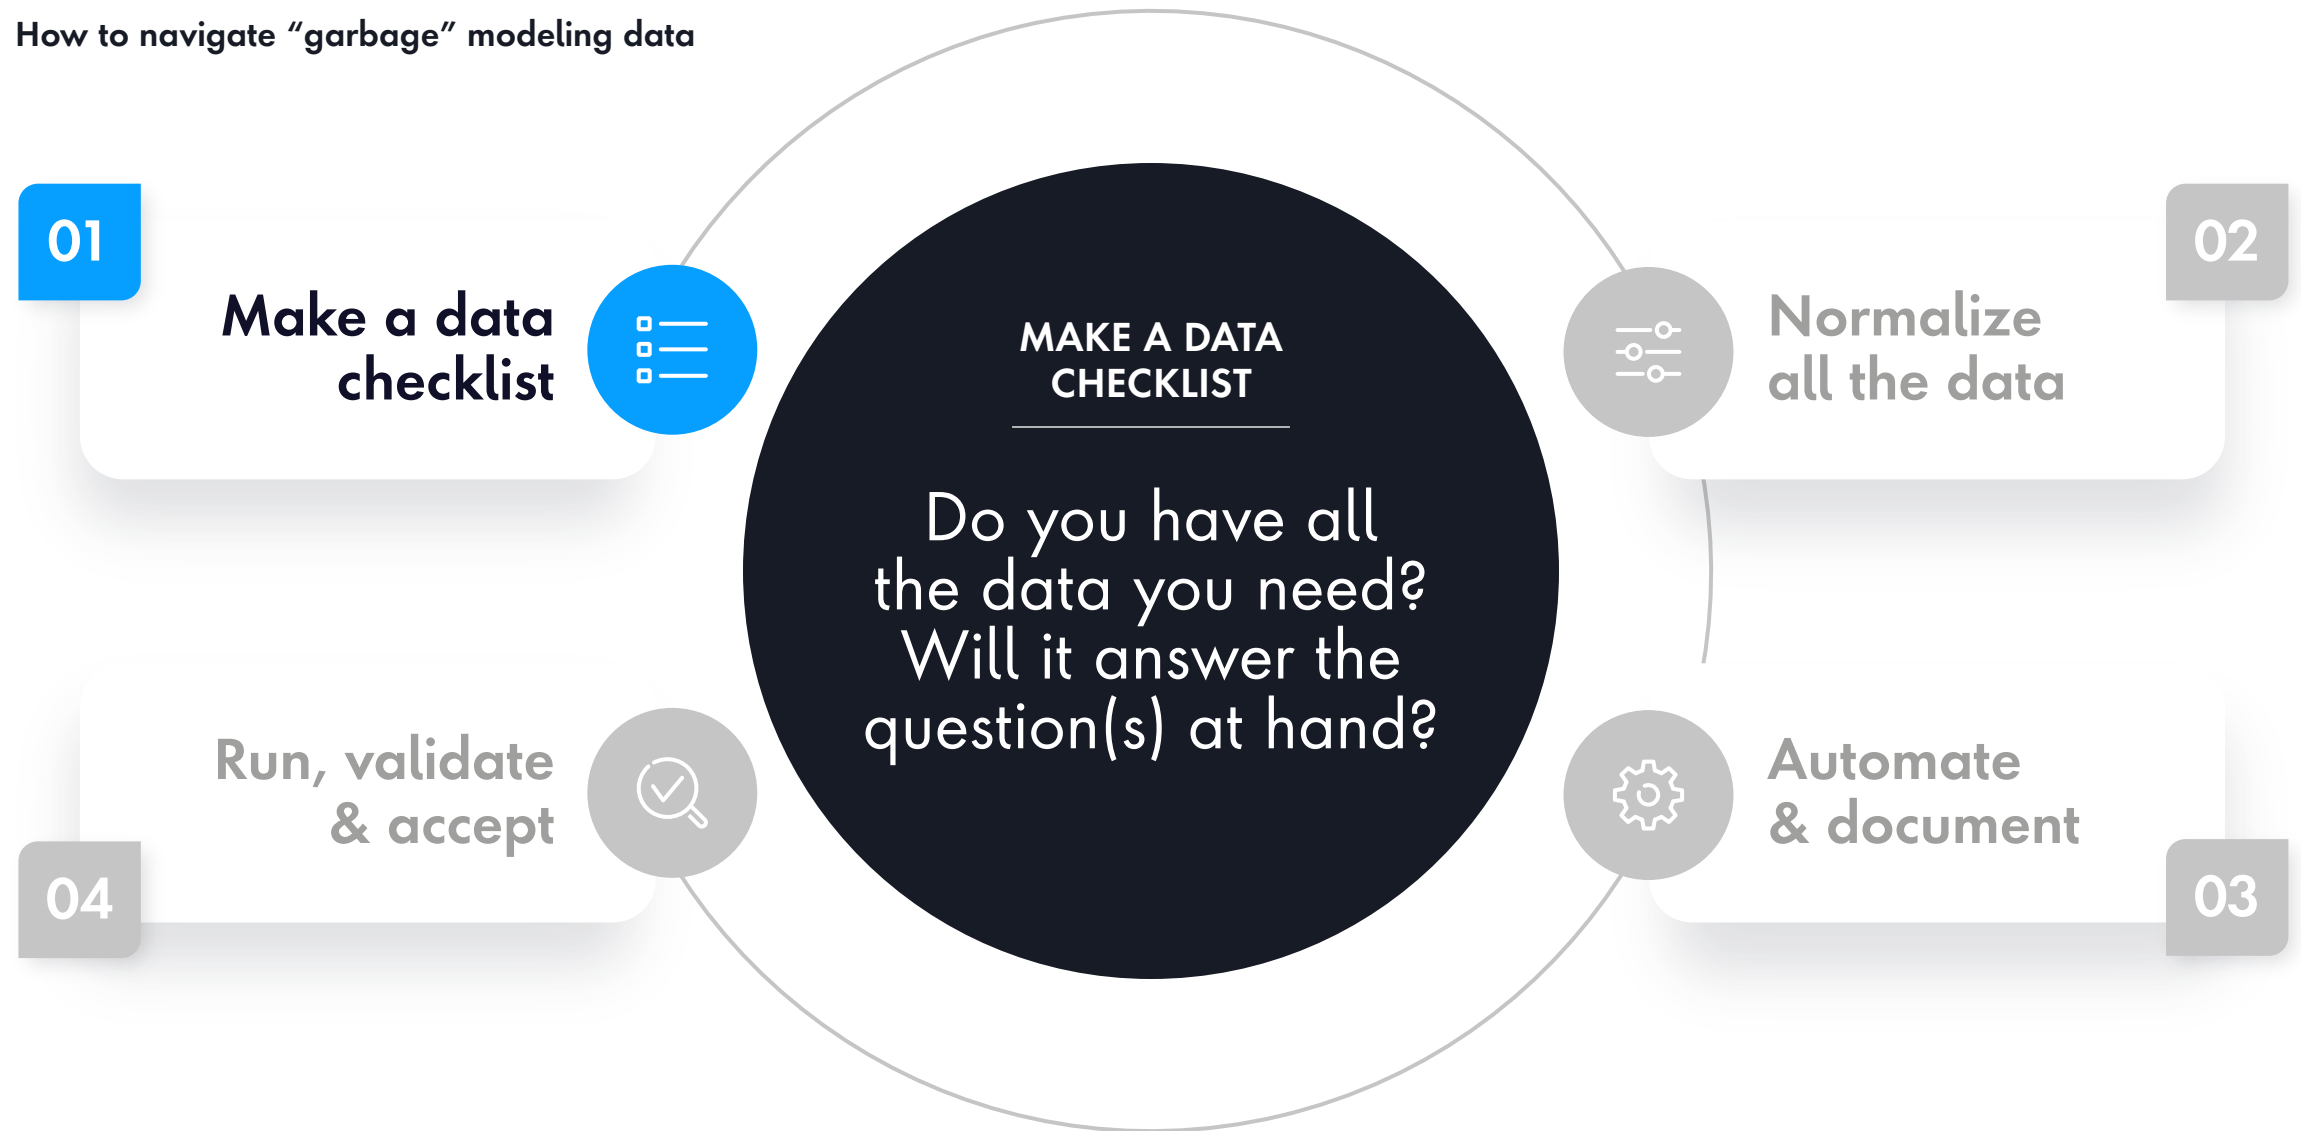 How to navigate “garbage” modeling data
01
Make a data
checklist
02
Normalize
all the data
MAKE A DATA
CHECKLIST
Do you have all
the data you need?
Will it answer the
question(s) at hand?
Automate
& document
03
Run, validate
& accept
04